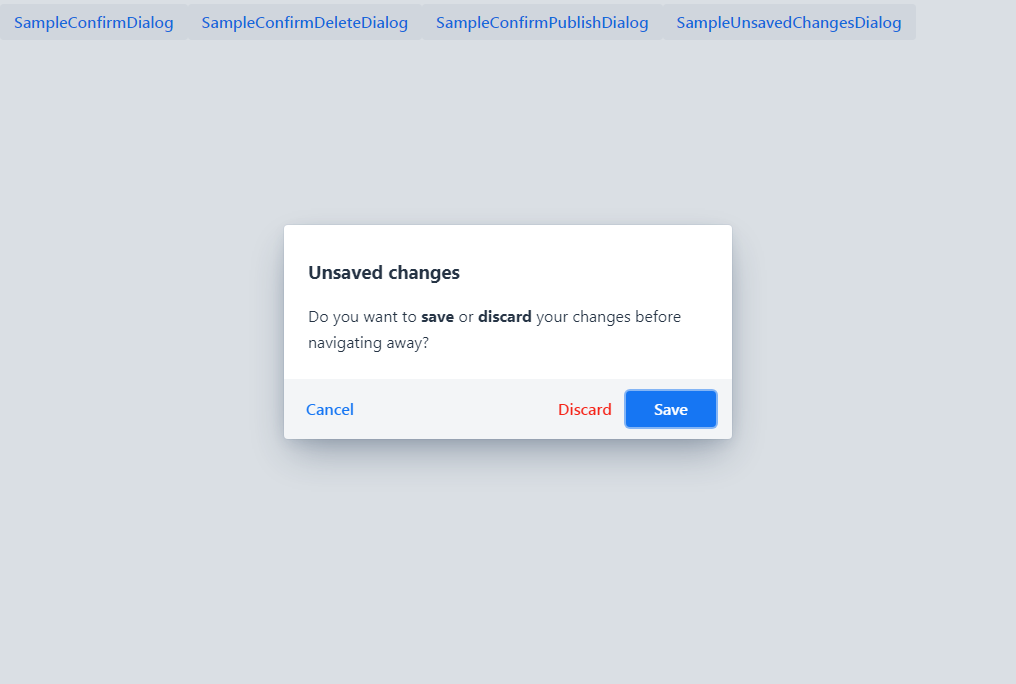 SampleConfirmDialog SampleConfirmDeleteDialog SampleConfirmPublishDialog SampleUnsavedChangesDialog
Unsaved changes
Do you want to save or discard your changes before
navigating away?
Cancel Discard Save